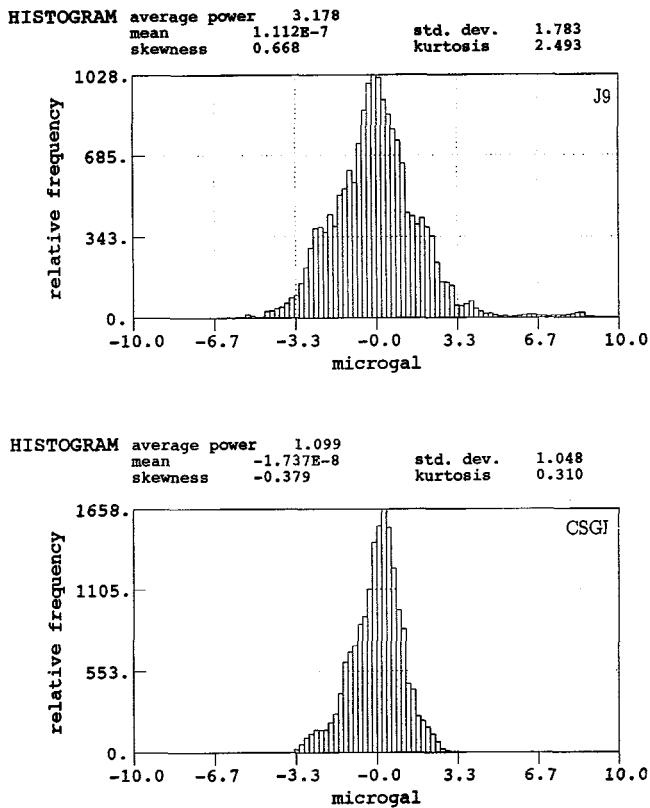 HISTOGRAM average power 3.178
mean 1.112E-7 std. dev. 1.783
skewness 0.668 kurtosis 2.493
1028.
J9
685.
343.
0.
relative frequency
-10.0 -6.7 -3.3 -0.0 3.3 6.7 10.0
microgal
HISTOGRAM average power 1.099
mean -1.737E-8 std. dev. 1.048
skewness -0.379 kurtosis 0.310
1658.
CSGI
1105.
553.
0.
relative frequency
-10.0 -6.7 -3.3 -0.0 3.3 6.7 10.0
microgal